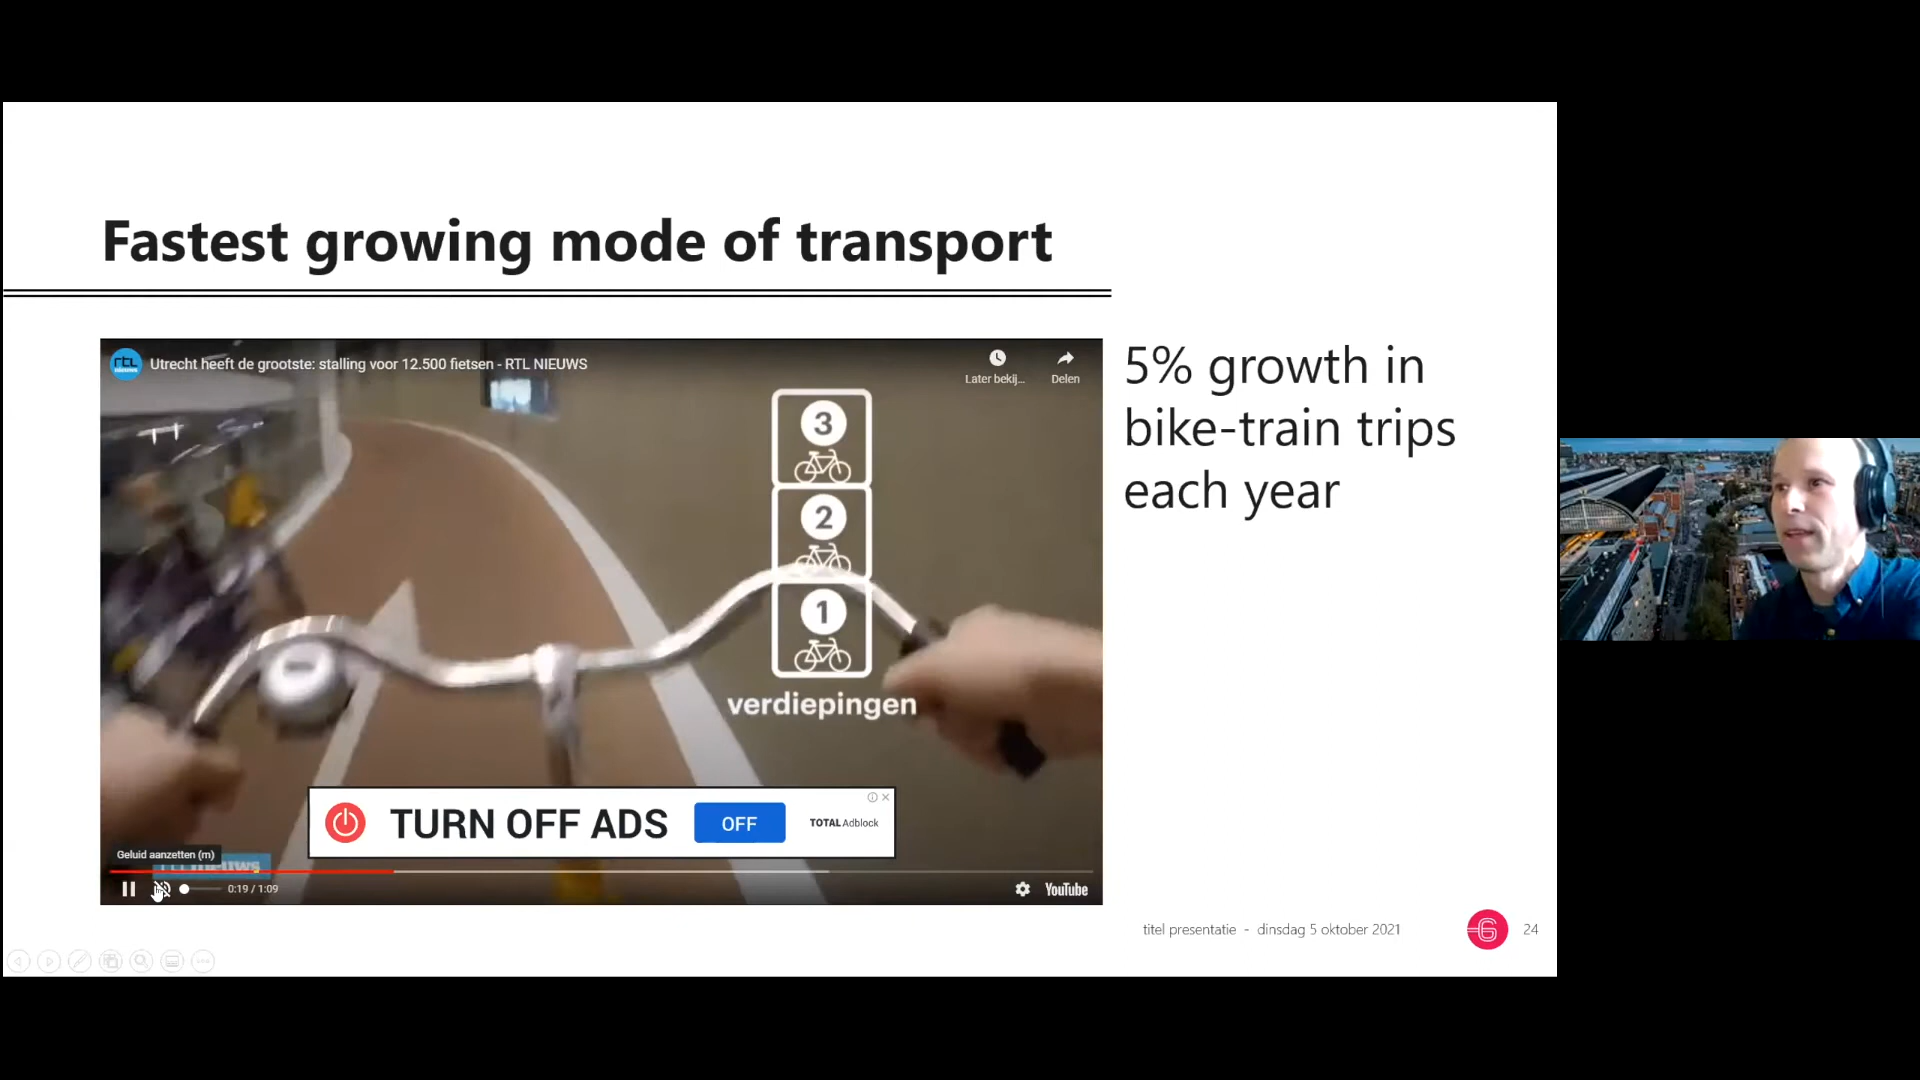 Fastest growing mode of transport
rtl
Utrecht heeft de grootste: stalling voor 12.500 fietsen - RTL NIEUWS
Later bekij...
Delen
3
2
1
verdiepingen
5% growth in
bike-train trips
each year
TURN OFF ADS
OFF
TOTAL Adblock
Geluid aanzetten (m)
0:19 / 1:09
YouTube
titel presentatie - dinsdag 5 oktober 2021
24